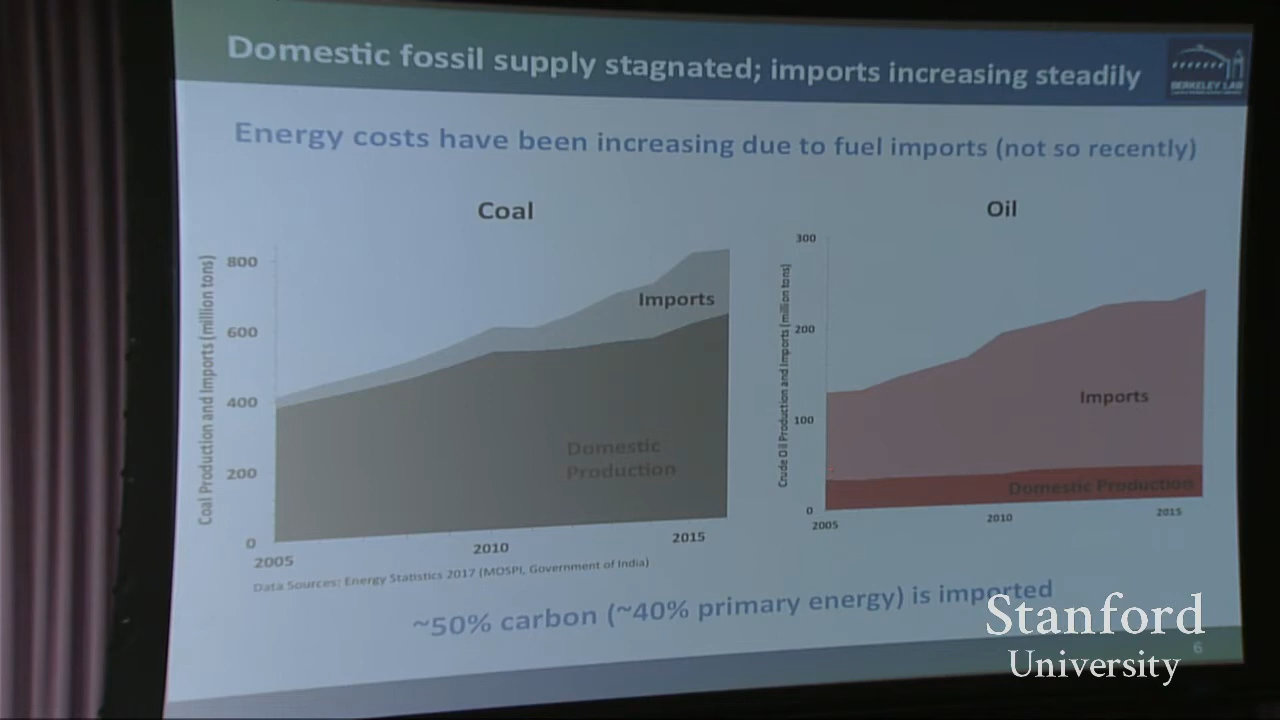 Domestic fossil supply stagnated; imports increasing steadily
BERKELEY LAW
Energy costs have been increasing due to fuel imports (not so recently)
Coal
Coal Production and Imports (million tons)
800
600
400
200
0
2005
2010
2015
Imports
Domestic
Production
Oil
Crude Oil Production and Imports (million tons)
300
200
100
0
2005
2010
2015
Imports
Domestic Production
Data Sources: Energy Statistics 2017 (MOSPI, Government of India)
~50% carbon (~40% primary energy) is imported
6
Stanford
University